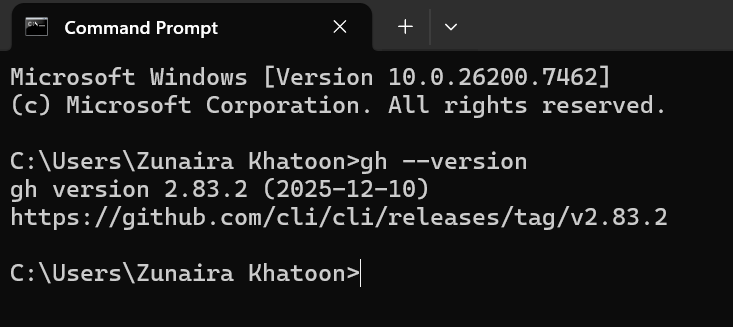 Command Prompt
Microsoft Windows [Version 10.0.26200.7462]
(c) Microsoft Corporation. All rights reserved.
C:\Users\Zunaira Khatoon>gh --version
gh version 2.83.2 (2025-12-10)
https://github.com/cli/cli/releases/tag/v2.83.2
C:\Users\Zunaira Khatoon>